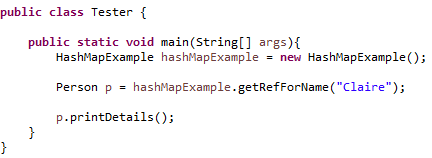 public class Tester {
public static void main(String[] args){
HashMapExample hashMapExample = new HashMapExample();
Person p = hashMapExample.getRefForName("Claire");
p.printDetails();
}
}